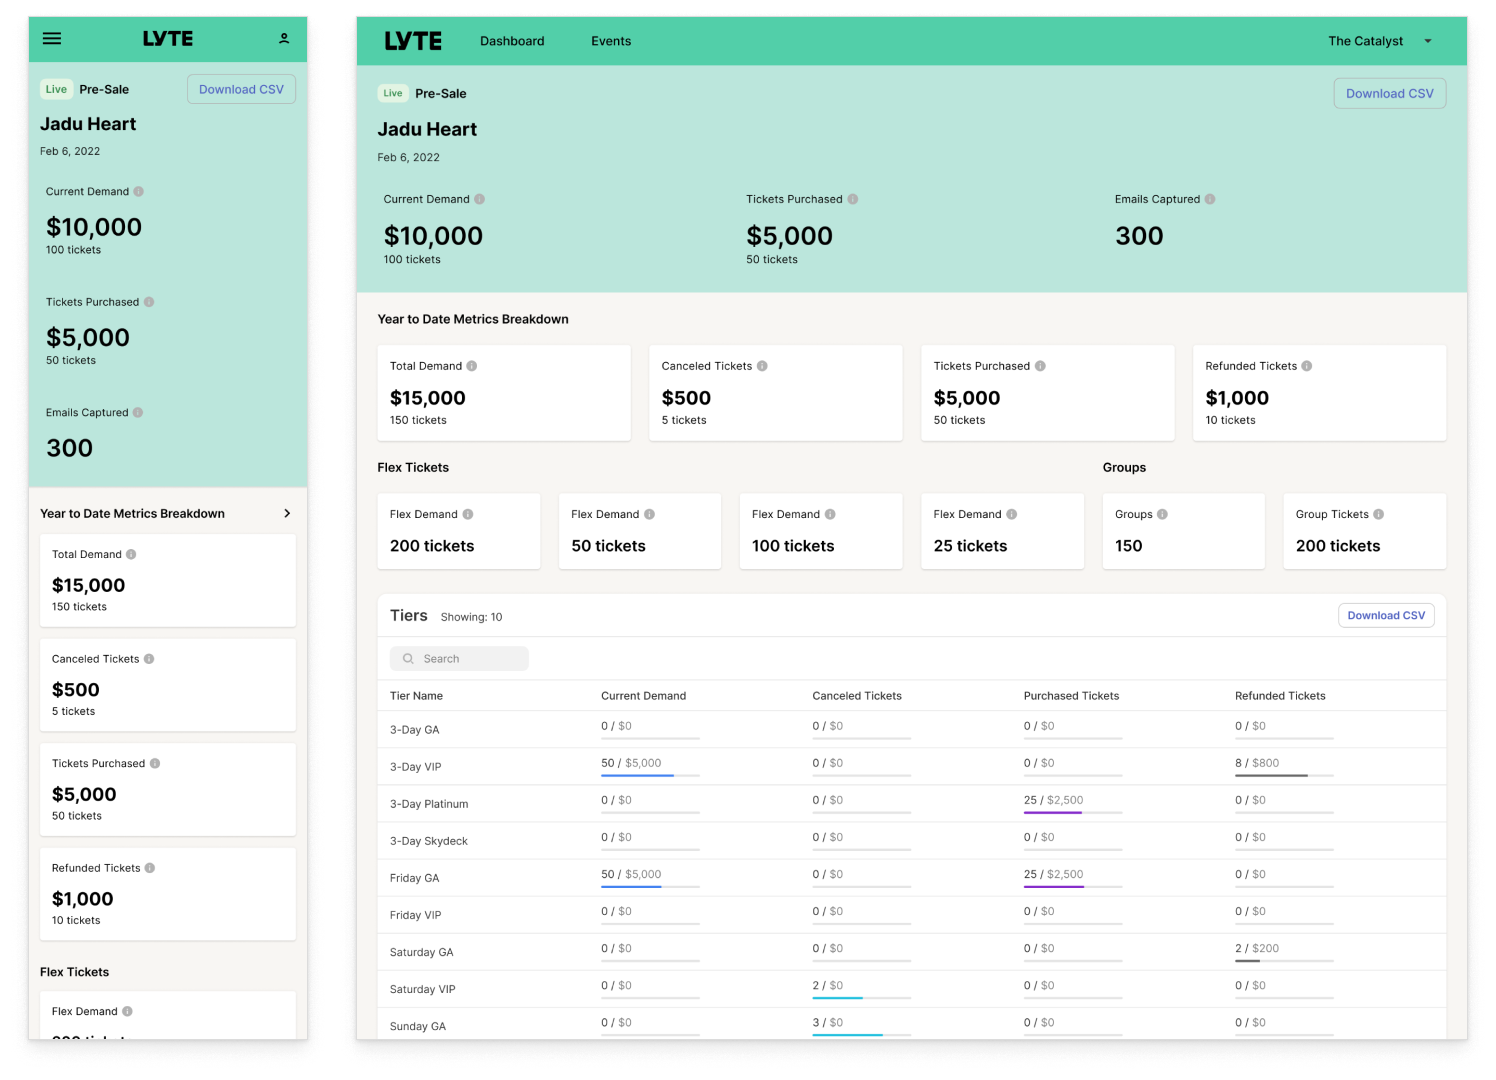 LYTE
Live Pre-Sale Download CSV
Jadu Heart
Feb 6, 2022
Current Demand
$10,000
100 tickets
Tickets Purchased
$5,000
50 tickets
Emails Captured
300
Year to Date Metrics Breakdown
Total Demand
$15,000
150 tickets
Canceled Tickets
$500
5 tickets
Tickets Purchased
$5,000
50 tickets
Refunded Tickets
$1,000
10 tickets
Flex Tickets
Flex Demand
LYTE Dashboard Events The Catalyst
Live Pre-Sale Download CSV
Jadu Heart
Feb 6, 2022
Current Demand Tickets Purchased Emails Captured
$10,000 $5,000 300
100 tickets 50 tickets
Year to Date Metrics Breakdown
Total Demand Canceled Tickets Tickets Purchased Refunded Tickets
$15,000 $500 $5,000 $1,000
150 tickets 5 tickets 50 tickets 10 tickets
Flex Tickets Groups
Flex Demand Flex Demand Flex Demand Flex Demand Groups Group Tickets
200 tickets 50 tickets 100 tickets 25 tickets 150 200 tickets
Tiers Showing: 10 Download CSV
Search
Tier Name Current Demand Canceled Tickets Purchased Tickets Refunded Tickets
3-Day GA 0 / $0 0 / $0 0 / $0 0 / $0
3-Day VIP 50 / $5,000 0 / $0 0 / $0 8 / $800
3-Day Platinum 0 / $0 0 / $0 25 / $2,500 0 / $0
3-Day Skydeck 0 / $0 0 / $0 0 / $0 0 / $0
Friday GA 50 / $5,000 0 / $0 25 / $2,500 0 / $0
Friday VIP 0 / $0 0 / $0 0 / $0 0 / $0
Saturday GA 0 / $0 0 / $0 0 / $0 2 / $200
Saturday VIP 0 / $0 2 / $0 0 / $0 0 / $0
Sunday GA 0 / $0 3 / $0 0 / $0 0 / $0